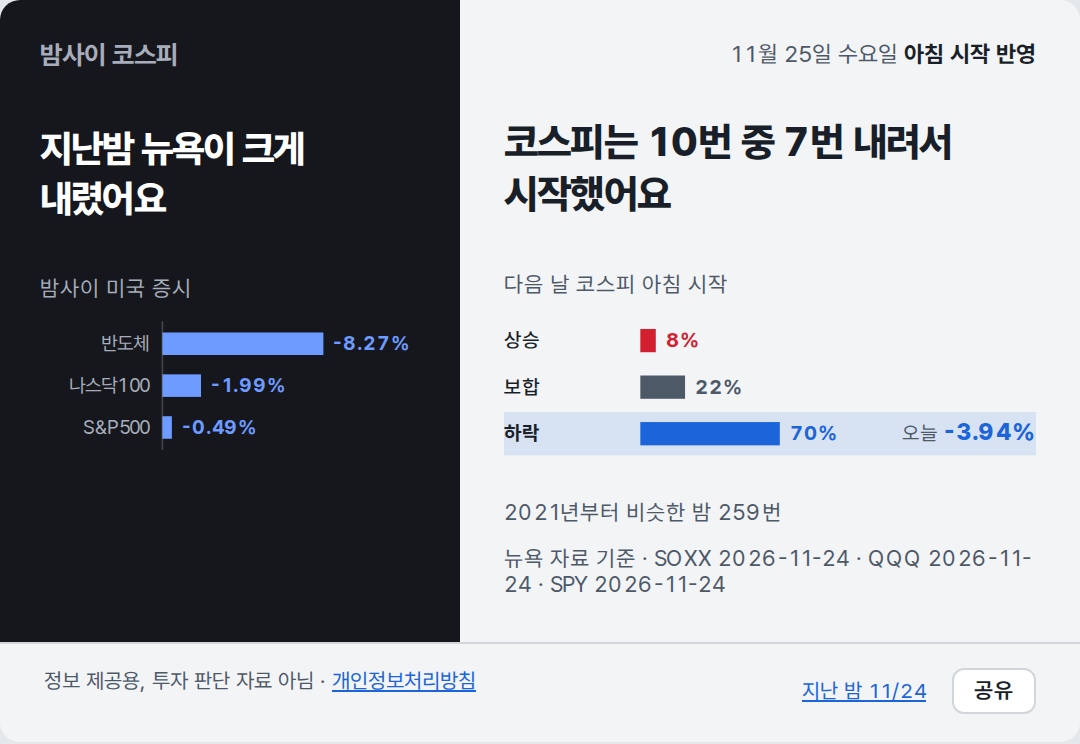 밤사이 코스피
지난밤 뉴욕이 크게
내렸어요
밤사이 미국 증시
반도체 -8.27%
나스닥100 -1.99%
S&P500 -0.49%
11월 25일 수요일 아침 시작 반영
코스피는 10번 중 7번 내려서
시작했어요
다음 날 코스피 아침 시작
상승 8%
보합 22%
하락 70% 오늘 -3.94%
2021년부터 비슷한 밤 259번
뉴욕 자료 기준 · SOXX 2026-11-24 · QQQ 2026-11-
24 · SPY 2026-11-24
정보 제공용, 투자 판단 자료 아님 · 개인정보처리방침
지난 밤 11/24 공유